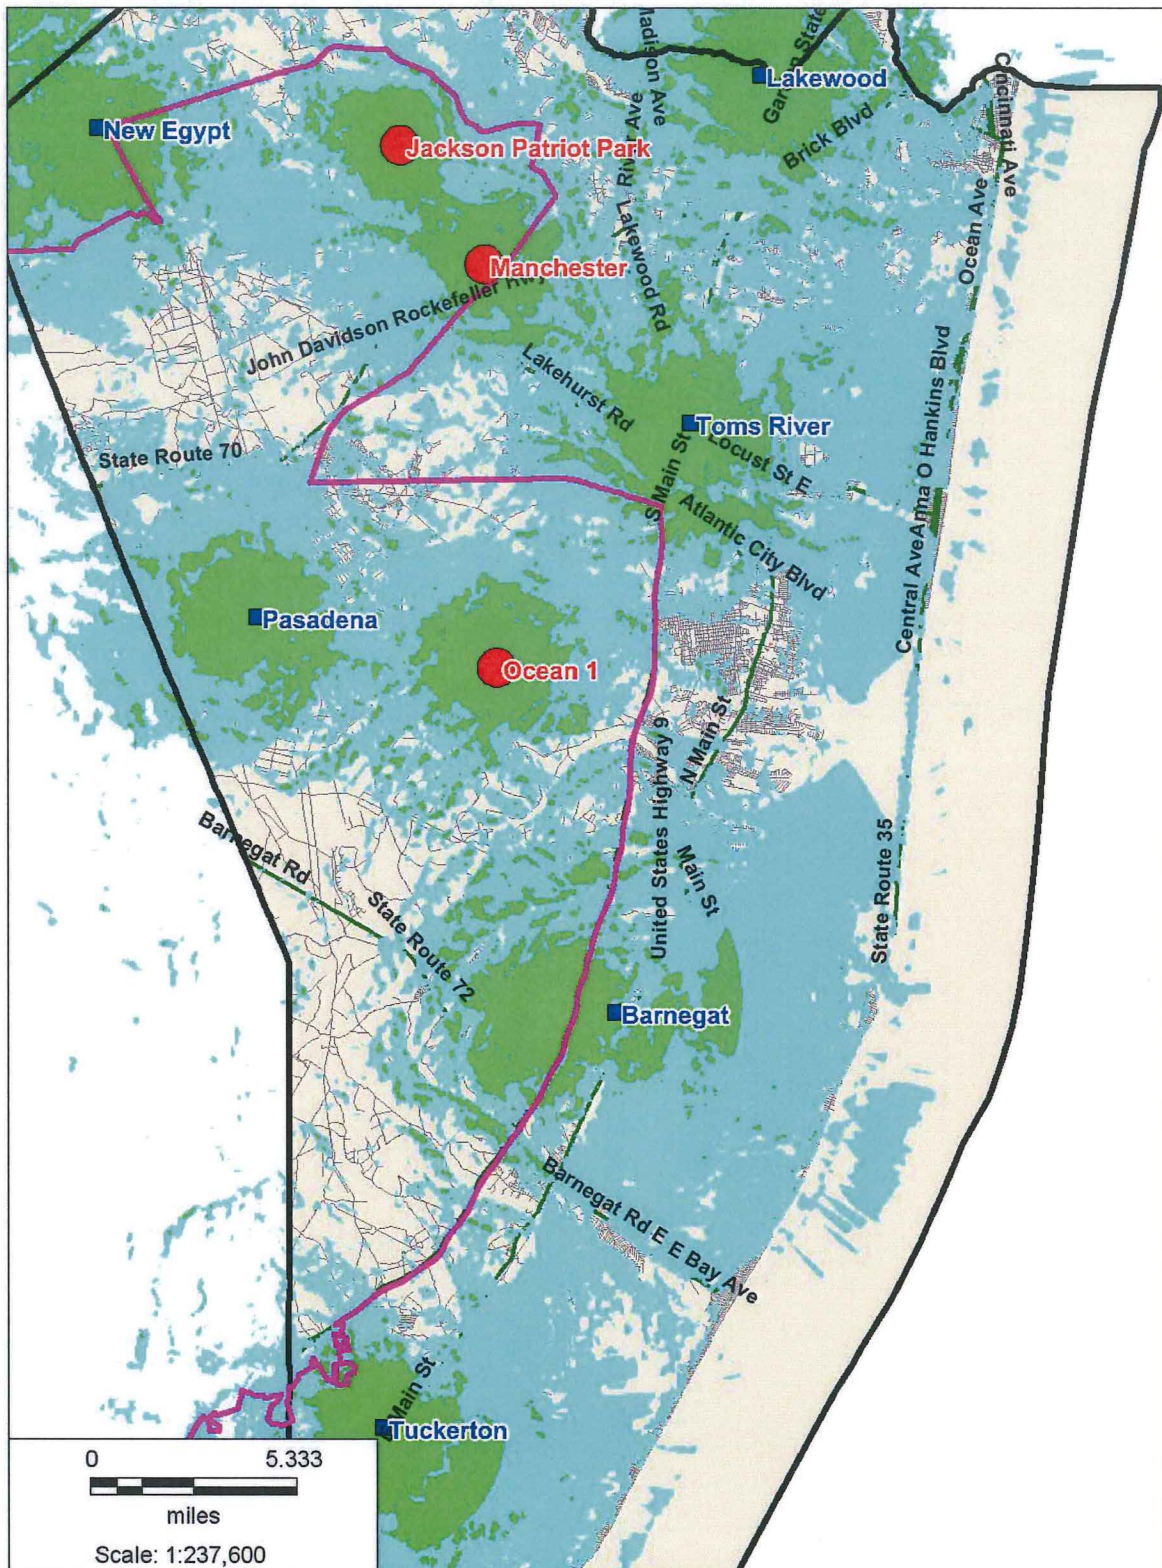 Madison Ave
Garden State
Lakewood
Cincinnati Ave
New Egypt
Jackson Patriot Park
River Ave
Brick Blvd
Ocean Ave
Manchester
Lakewood Rd
John Davidson Rockefeller Hwy
Lakehurst Rd
Anna O Hankins Blvd
Toms River
State Route 70
S Main St
Locust St E
Atlantic City Blvd
Central Ave
Pasadena
Ocean 1
N Main St
United States Highway 9
Barnegat Rd
Main St
State Route 35
State Route 72
Barnegat
Barnegat Rd E E Bay Ave
Main St
Tuckerton
0 5.333
miles
Scale: 1:237,600